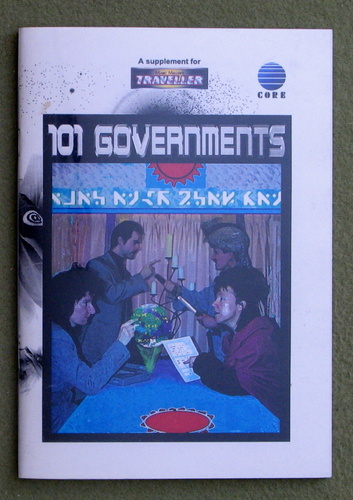 A supplement for
TRAVELLER
CORE
101 GOVERNMENTS